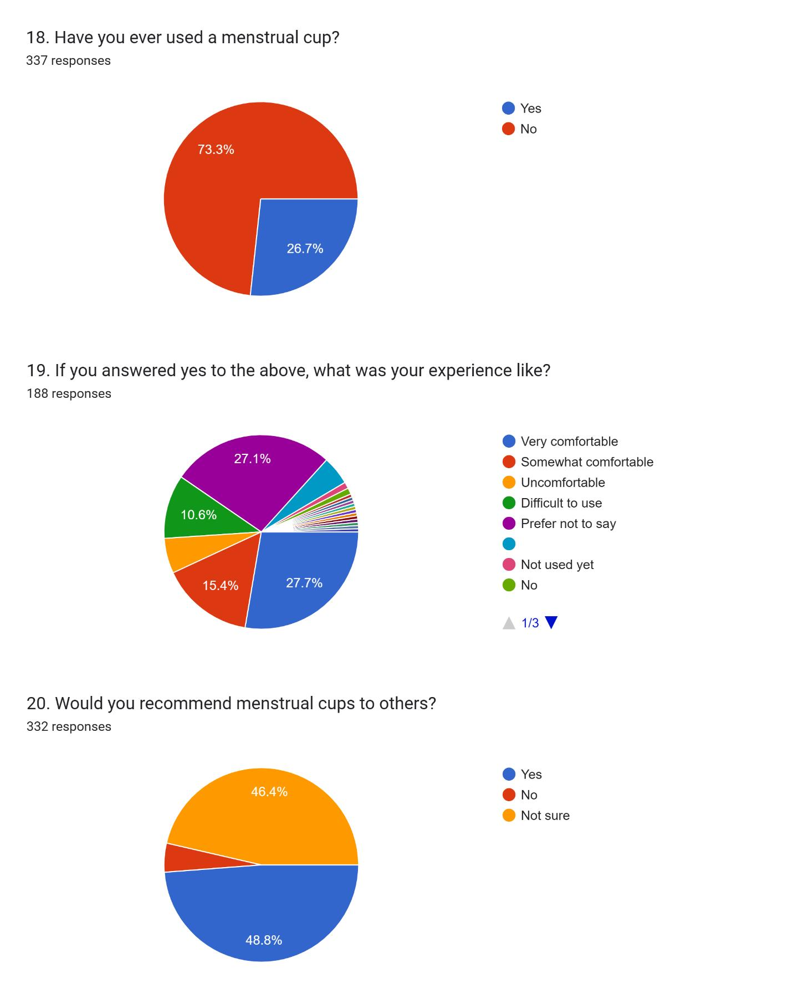 18. Have you ever used a menstrual cup?
337 responses
73.3%
26.7%
Yes
No
19. If you answered yes to the above, what was your experience like?
188 responses
27.1%
10.6%
15.4%
27.7%
Very comfortable
Somewhat comfortable
Uncomfortable
Difficult to use
Prefer not to say
Not used yet
No
1/3
20. Would you recommend menstrual cups to others?
332 responses
46.4%
48.8%
Yes
No
Not sure